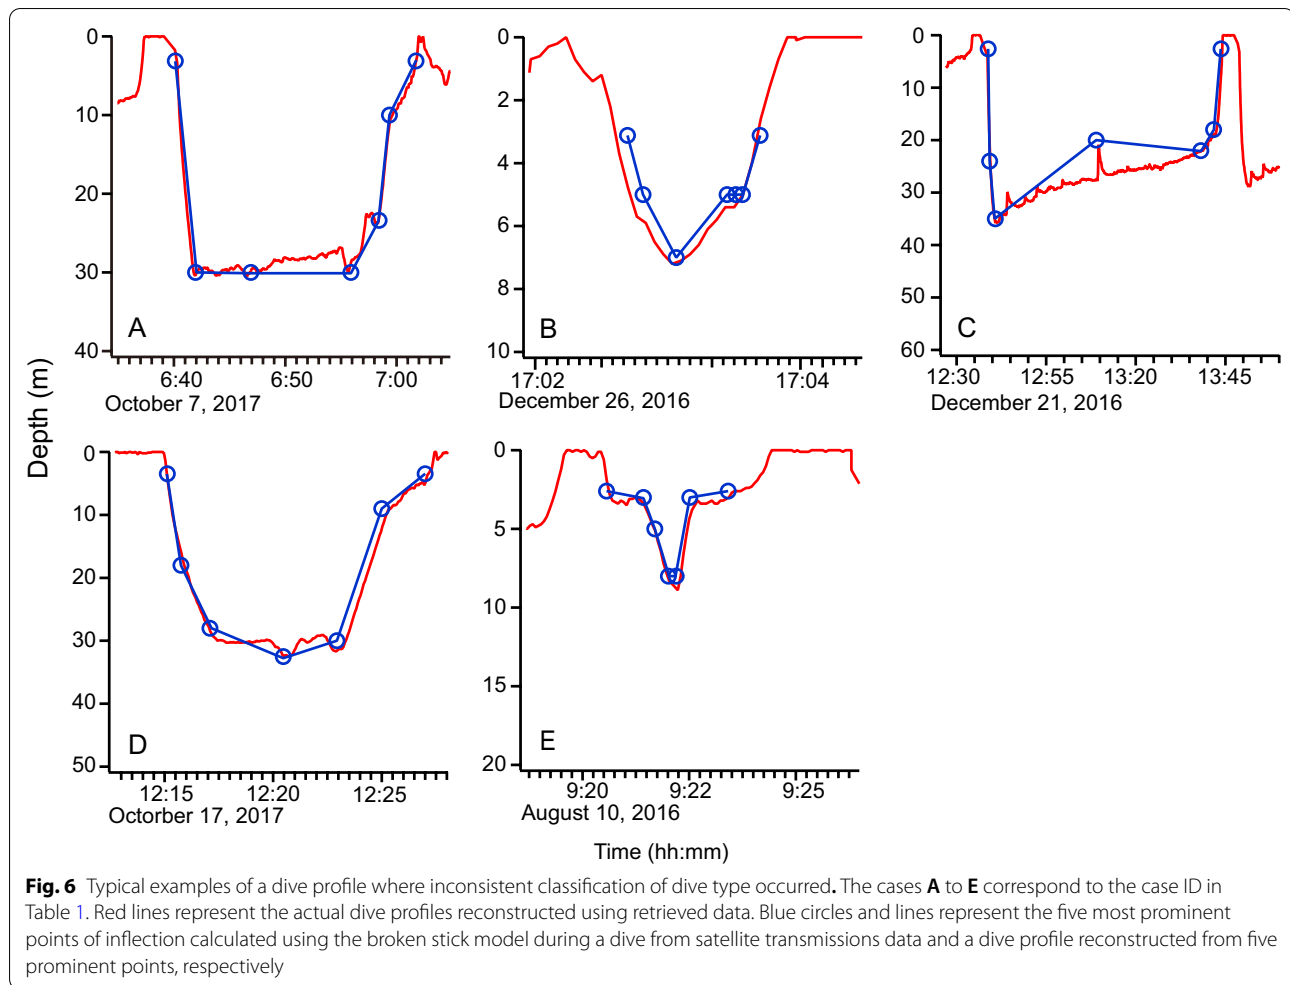 0
10
20
30
40
A
6:40 6:50 7:00
October 7, 2017
0
2
4
6
8
10
B
17:02 17:04
December 26, 2016
0
10
20
30
40
50
60
C
12:30 12:55 13:20 13:45
December 21, 2016
Depth (m)
0
10
20
30
40
50
D
12:15 12:20 12:25
Octorber 17, 2017
0
5
10
15
20
E
9:20 9:22 9:25
August 10, 2016
Time (hh:mm)
Fig. 6 Typical examples of a dive profile where inconsistent classification of dive type occurred. The cases A to E correspond to the case ID in
Table 1. Red lines represent the actual dive profiles reconstructed using retrieved data. Blue circles and lines represent the five most prominent
points of inflection calculated using the broken stick model during a dive from satellite transmissions data and a dive profile reconstructed from five
prominent points, respectively